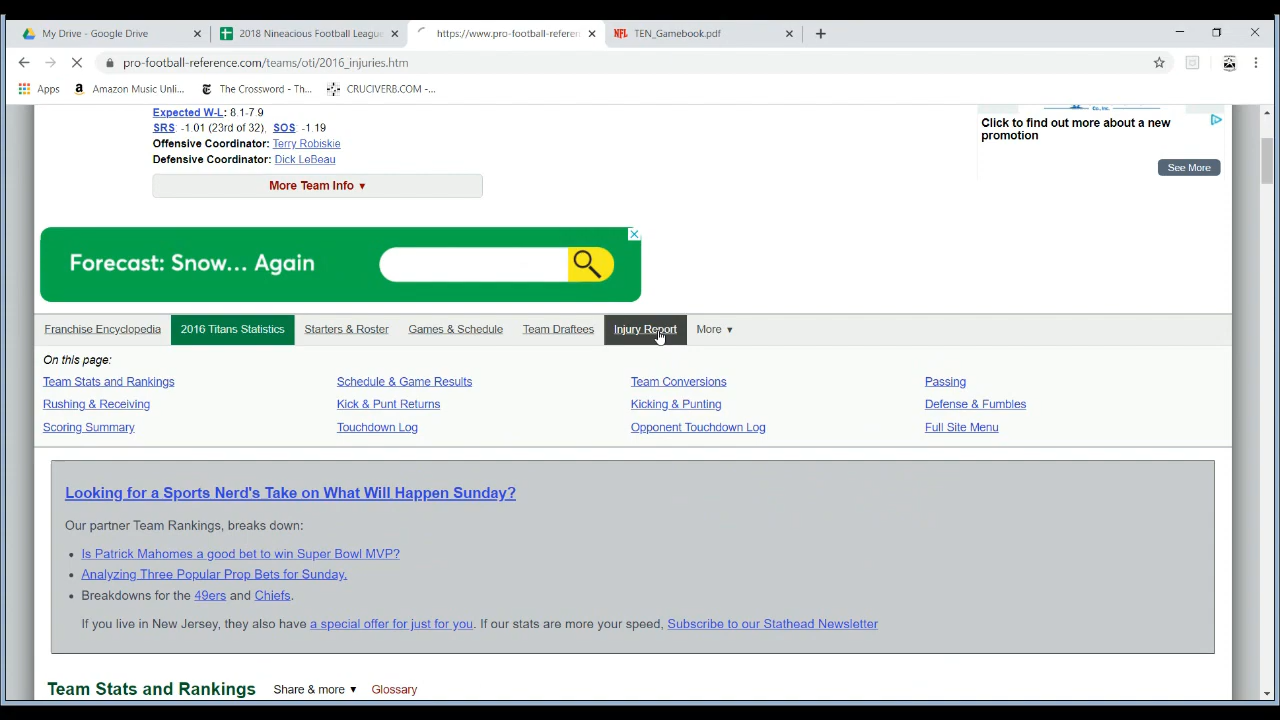 My Drive - Google Drive
2018 Nineacious Football League
https://www.pro-football-referen
TEN_Gamebook.pdf
pro-football-reference.com/teams/oti/2016_injuries.htm
Apps
Amazon Music Unli...
The Crossword - Th...
CRUCIVERB.COM -...
Expected W-L: 8.1-7.9
SRS: -1.01 (23rd of 32), SOS: -1.19
Offensive Coordinator: Terry Robiskie
Defensive Coordinator: Dick LeBeau
More Team Info ▼
Click to find out more about a new
promotion
See More
Forecast: Snow... Again
Franchise Encyclopedia
2016 Titans Statistics
Starters & Roster
Games & Schedule
Team Draftees
Injury Report
More ▼
On this page:
Team Stats and Rankings
Schedule & Game Results
Team Conversions
Passing
Rushing & Receiving
Kick & Punt Returns
Kicking & Punting
Defense & Fumbles
Scoring Summary
Touchdown Log
Opponent Touchdown Log
Full Site Menu
Looking for a Sports Nerd's Take on What Will Happen Sunday?
Our partner Team Rankings, breaks down:
• Is Patrick Mahomes a good bet to win Super Bowl MVP?
• Analyzing Three Popular Prop Bets for Sunday.
• Breakdowns for the 49ers and Chiefs.
If you live in New Jersey, they also have a special offer for just for you. If our stats are more your speed, Subscribe to our Stathead Newsletter
Team Stats and Rankings
Share & more ▼
Glossary